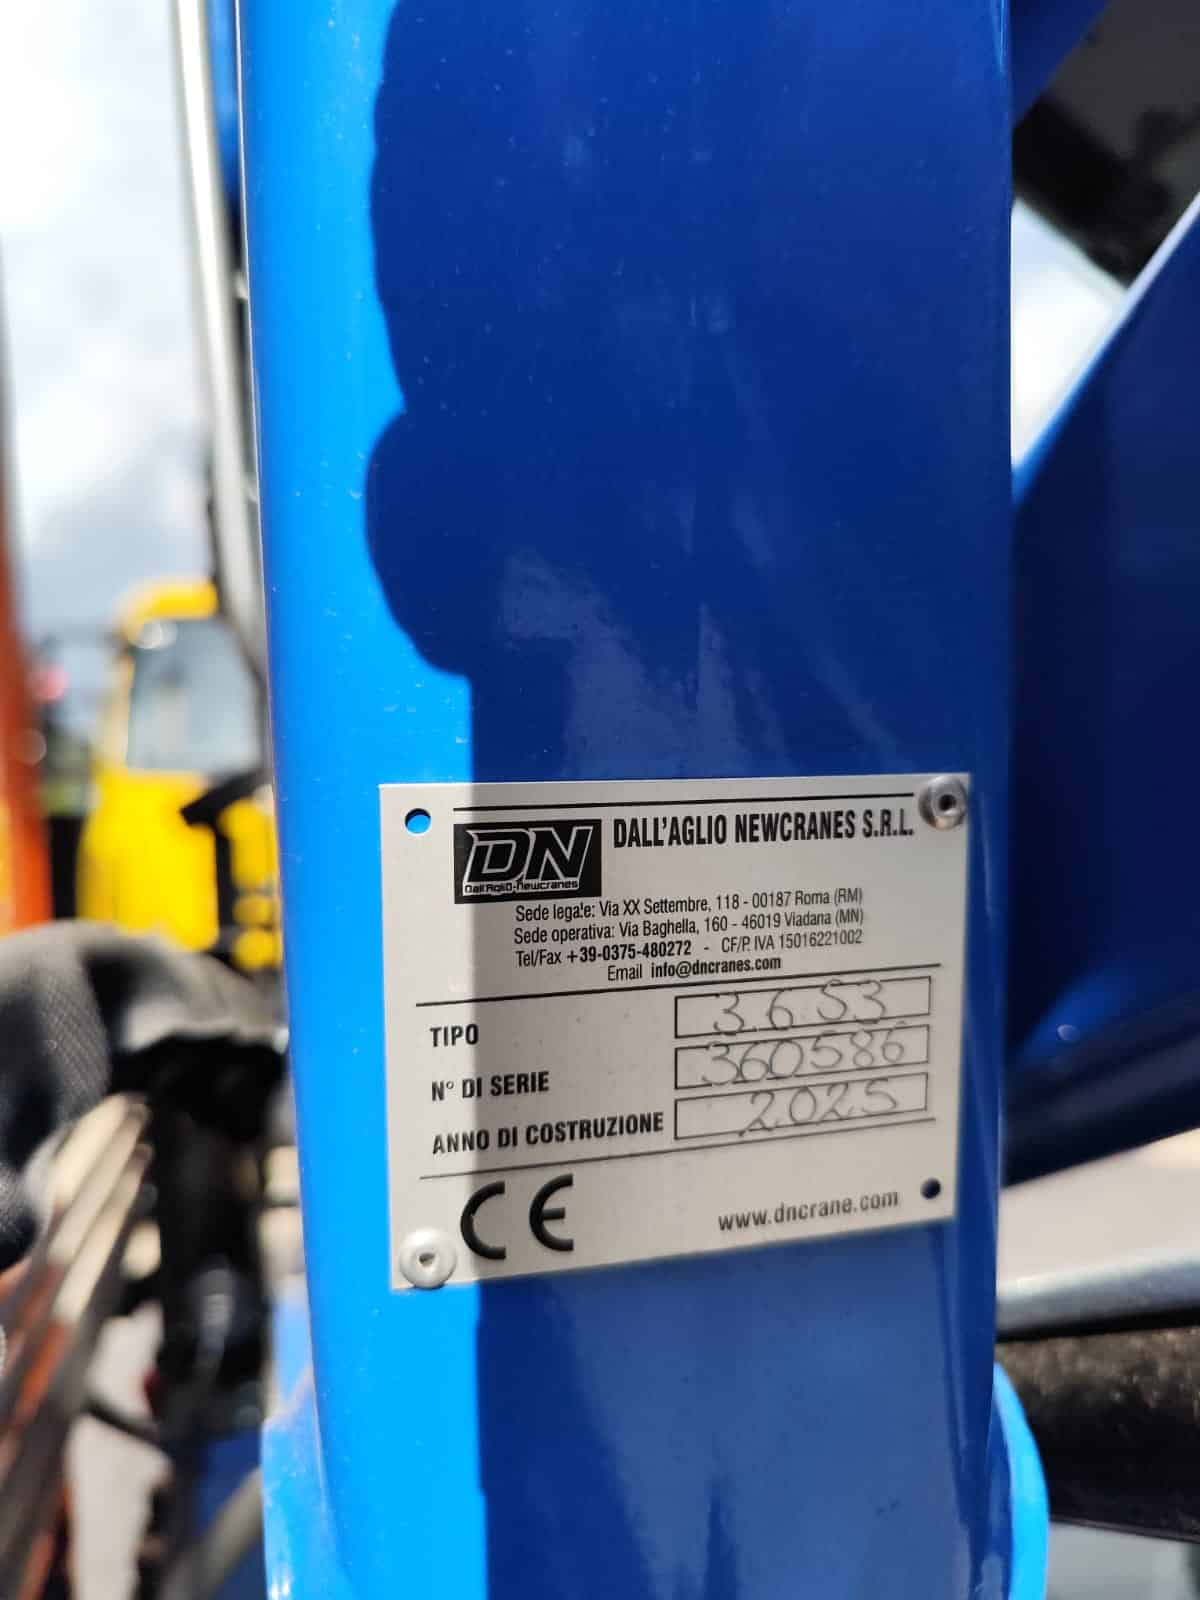 DN
Dall'Aglio-Newcranes
DALL'AGLIO NEWCRANES S.R.L.
Sede legale: Via XX Settembre, 118 - 00187 Roma (RM)
Sede operativa: Via Baghella, 160 - 46019 Viadana (MN)
Tel/Fax +39-0375-480272 - CF/P. IVA 15016221002
Email info@dncranes.com
TIPO 3.6 S3
N° DI SERIE 360586
ANNO DI COSTRUZIONE 2025
CE
www.dncrane.com